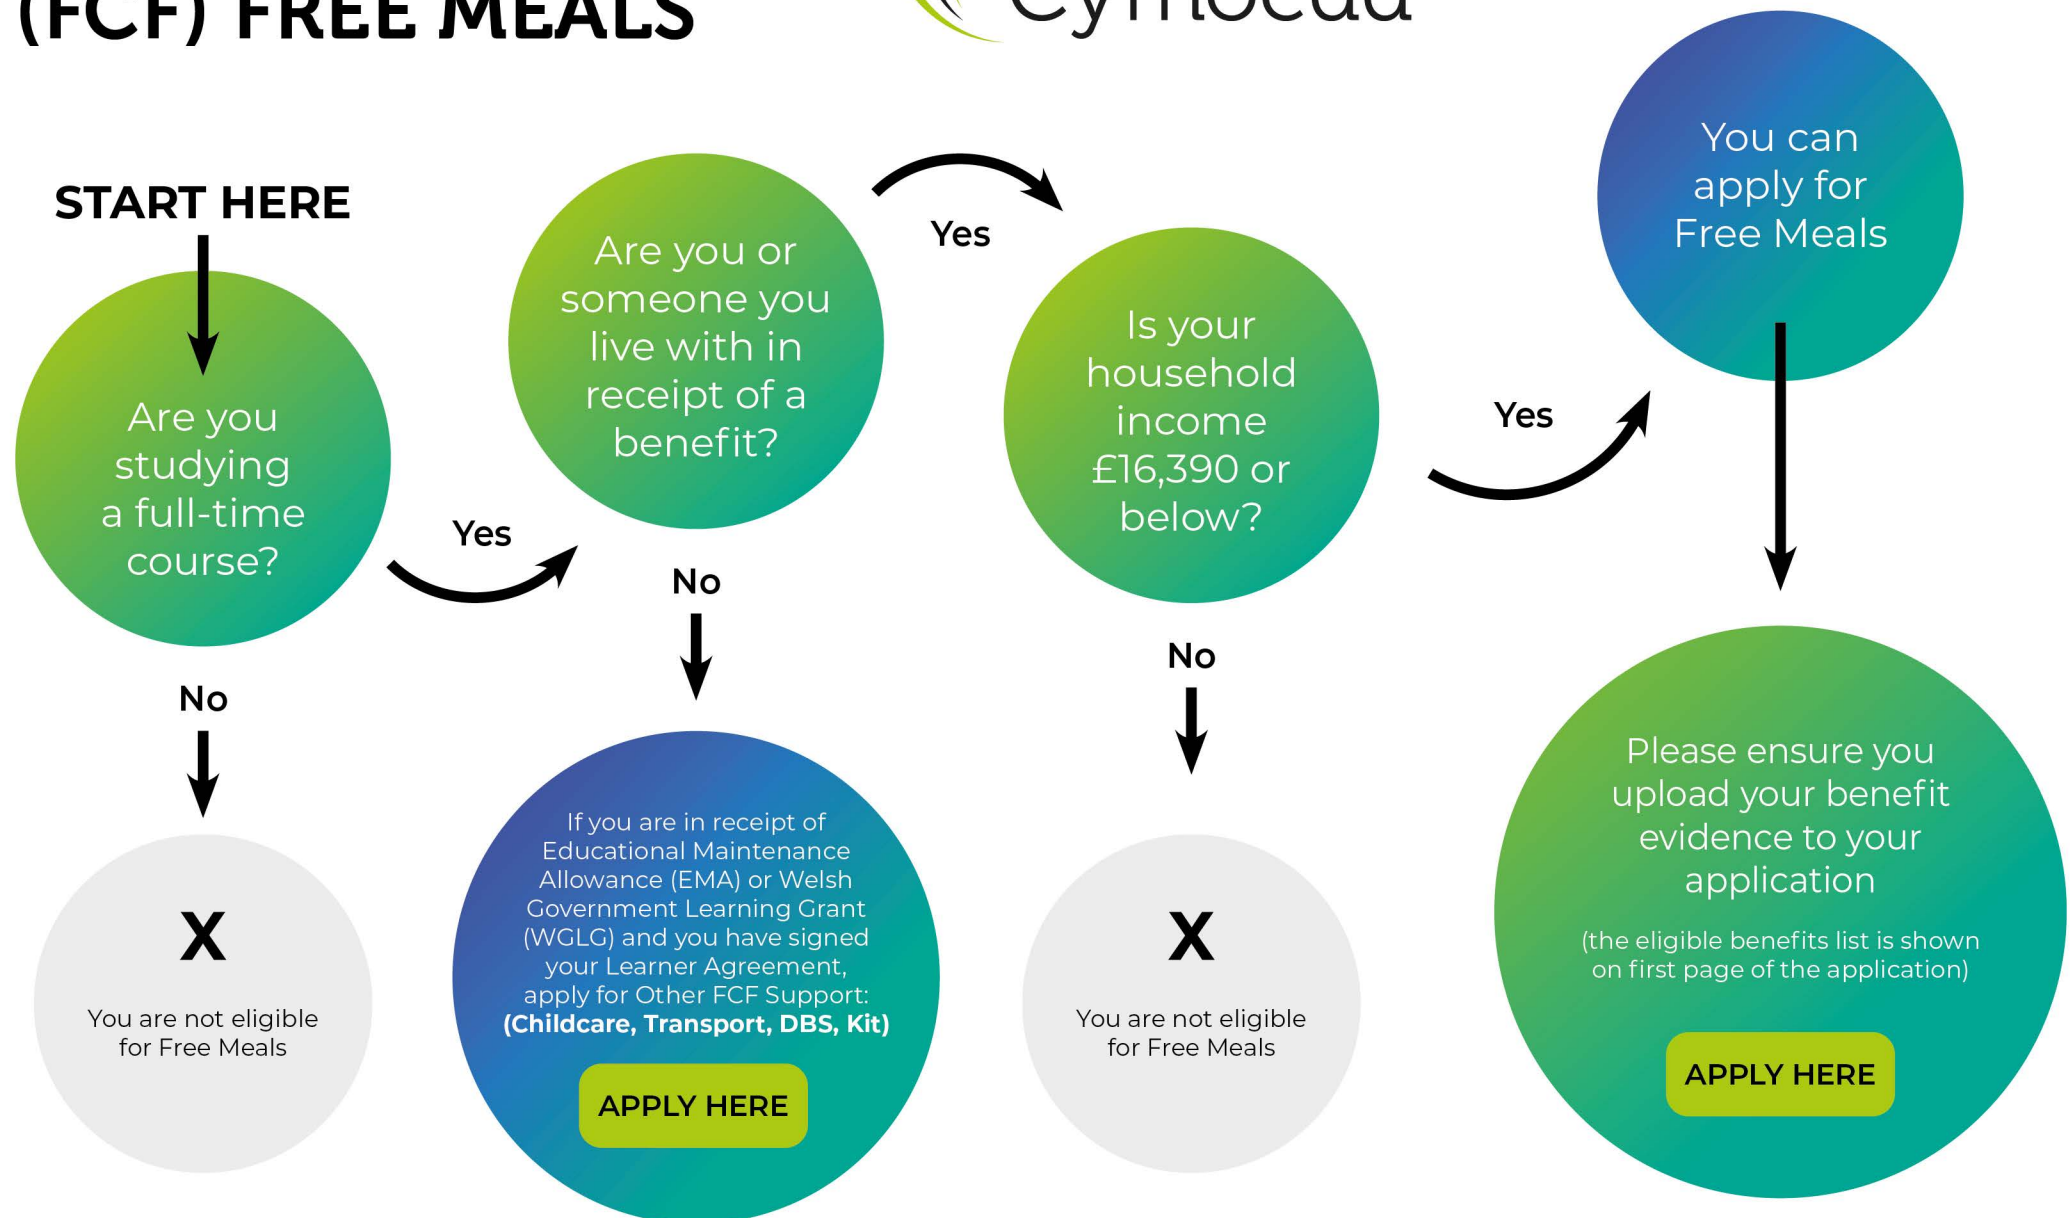 (FCF) FREE MEALS
Cymoedd
START HERE
Are you
studying
a full-time
course?
Yes
No
X
You are not eligible
for Free Meals
Are you or
someone you
live with in
receipt of a
benefit?
Yes
No
If you are in receipt of
Educational Maintenance
Allowance (EMA) or Welsh
Government Learning Grant
(WGLG) and you have signed
your Learner Agreement,
apply for Other FCF Support:
(Childcare, Transport, DBS, Kit)
APPLY HERE
Is your
household
income
£16,390 or
below?
Yes
No
X
You are not eligible
for Free Meals
You can
apply for
Free Meals
Please ensure you
upload your benefit
evidence to your
application
(the eligible benefits list is shown
on first page of the application)
APPLY HERE